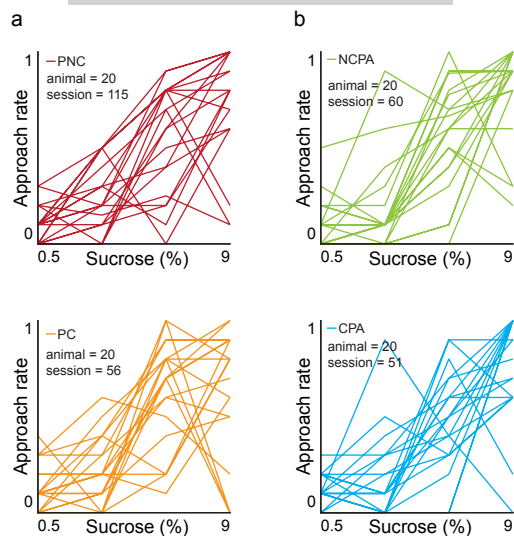 a
PNC
animal = 20
session = 115
1
0
Approach rate
0.5
Sucrose (%)
9
b
NCPA
animal = 20
session = 60
1
0
Approach rate
0.5
Sucrose (%)
9
PC
animal = 20
session = 56
1
0
Approach rate
0.5
Sucrose (%)
9
CPA
animal = 20
session = 51
1
0
Approach rate
0.5
Sucrose (%)
9